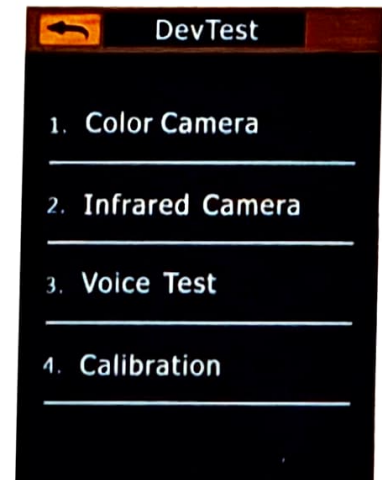 DevTest
1. Color Camera
2. Infrared Camera
3. Voice Test
4. Calibration